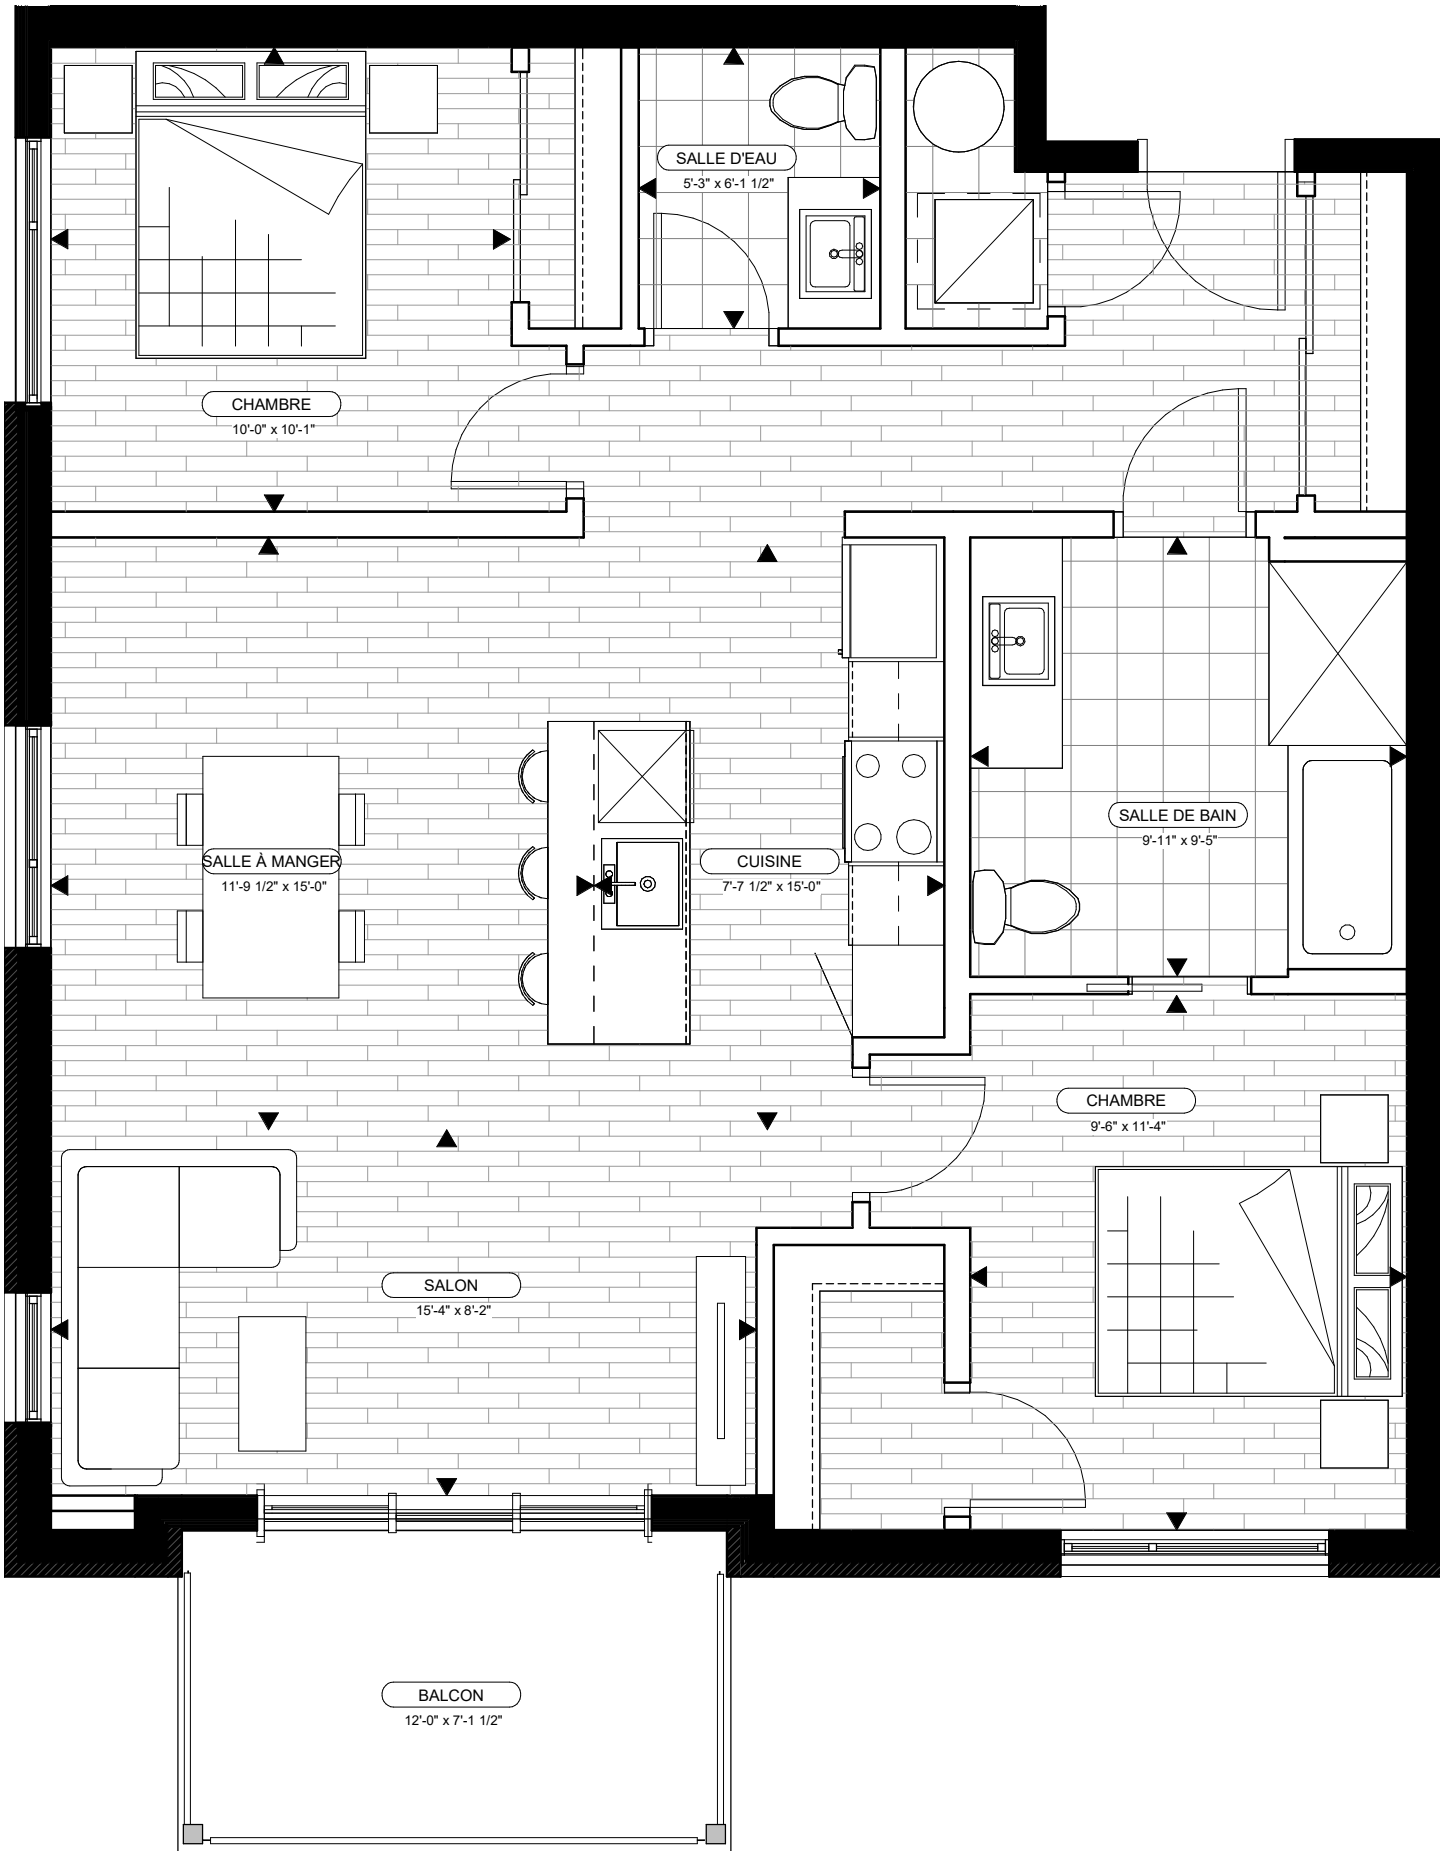 SALLE D'EAU
5'-3" x 6'-1 1/2"
CHAMBRE
10'-0" x 10'-1"
SALLE DE BAIN
9'-11" x 9'-5"
SALLE À MANGER
11'-9 1/2" x 15'-0"
CUISINE
7'-7 1/2" x 15'-0"
CHAMBRE
9'-6" x 11'-4"
SALON
15'-4" x 8'-2"
BALCON
12'-0" x 7'-1 1/2"